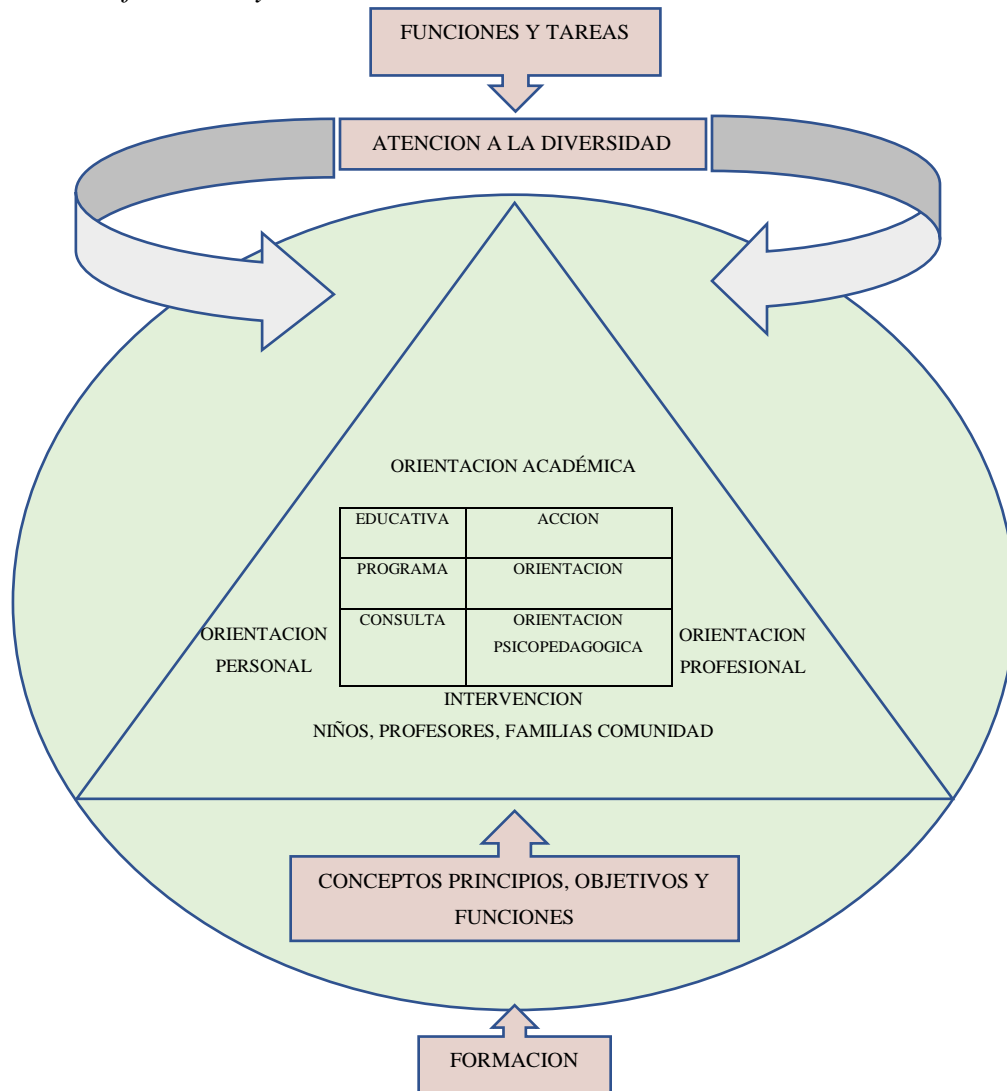 FUNCIONES Y TAREAS
ATENCION A LA DIVERSIDAD
ORIENTACION ACADÉMICA
EDUCATIVA ACCION
PROGRAMA ORIENTACION
CONSULTA ORIENTACION
PSICOPEDAGOGICA
ORIENTACION
PERSONAL
ORIENTACION
PROFESIONAL
INTERVENCION
NIÑOS, PROFESORES, FAMILIAS COMUNIDAD
CONCEPTOS PRINCIPIOS, OBJETIVOS Y
FUNCIONES
FORMACION